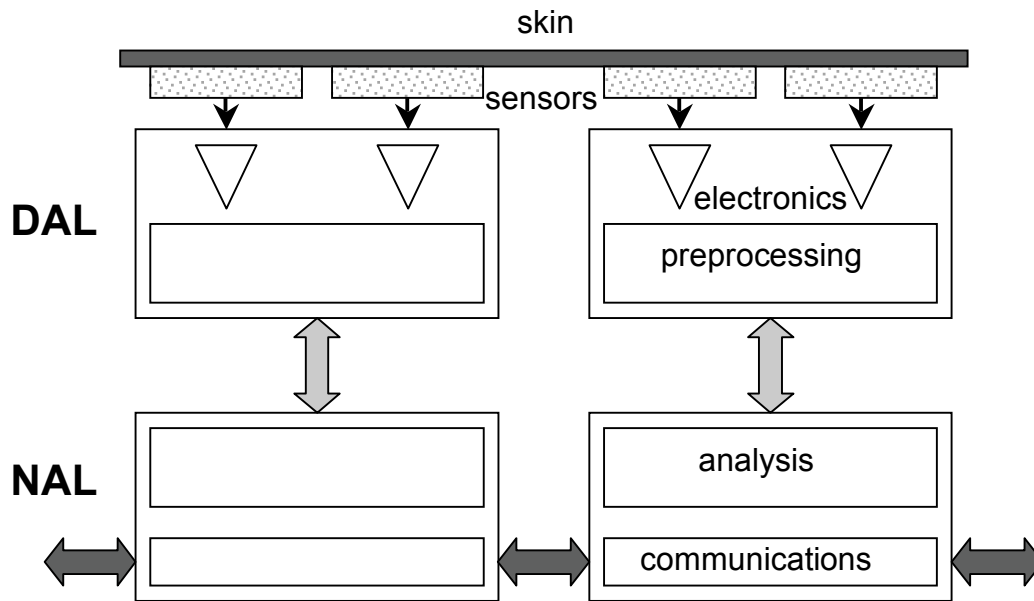 skin
sensors
DAL
electronics
preprocessing
NAL
analysis
communications